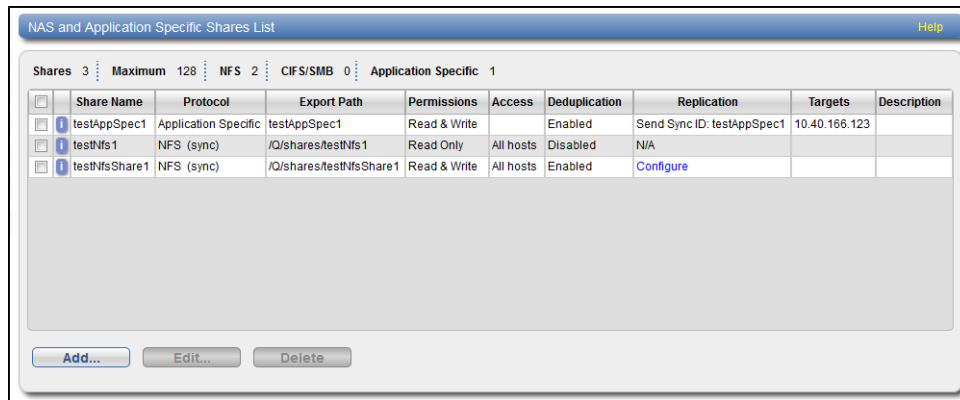 NAS and Application Specific Shares List Help
Shares 3 Maximum 128 NFS 2 CIFS/SMB 0 Application Specific 1
Share Name Protocol Export Path Permissions Access Deduplication Replication Targets Description
i testAppSpec1 Application Specific testAppSpec1 Read & Write Enabled Send Sync ID: testAppSpec1 10.40.166.123
i testNfs1 NFS (sync) /Q/shares/testNfs1 Read Only All hosts Disabled N/A
i testNfsShare1 NFS (sync) /Q/shares/testNfsShare1 Read & Write All hosts Enabled Configure
Add... Edit... Delete